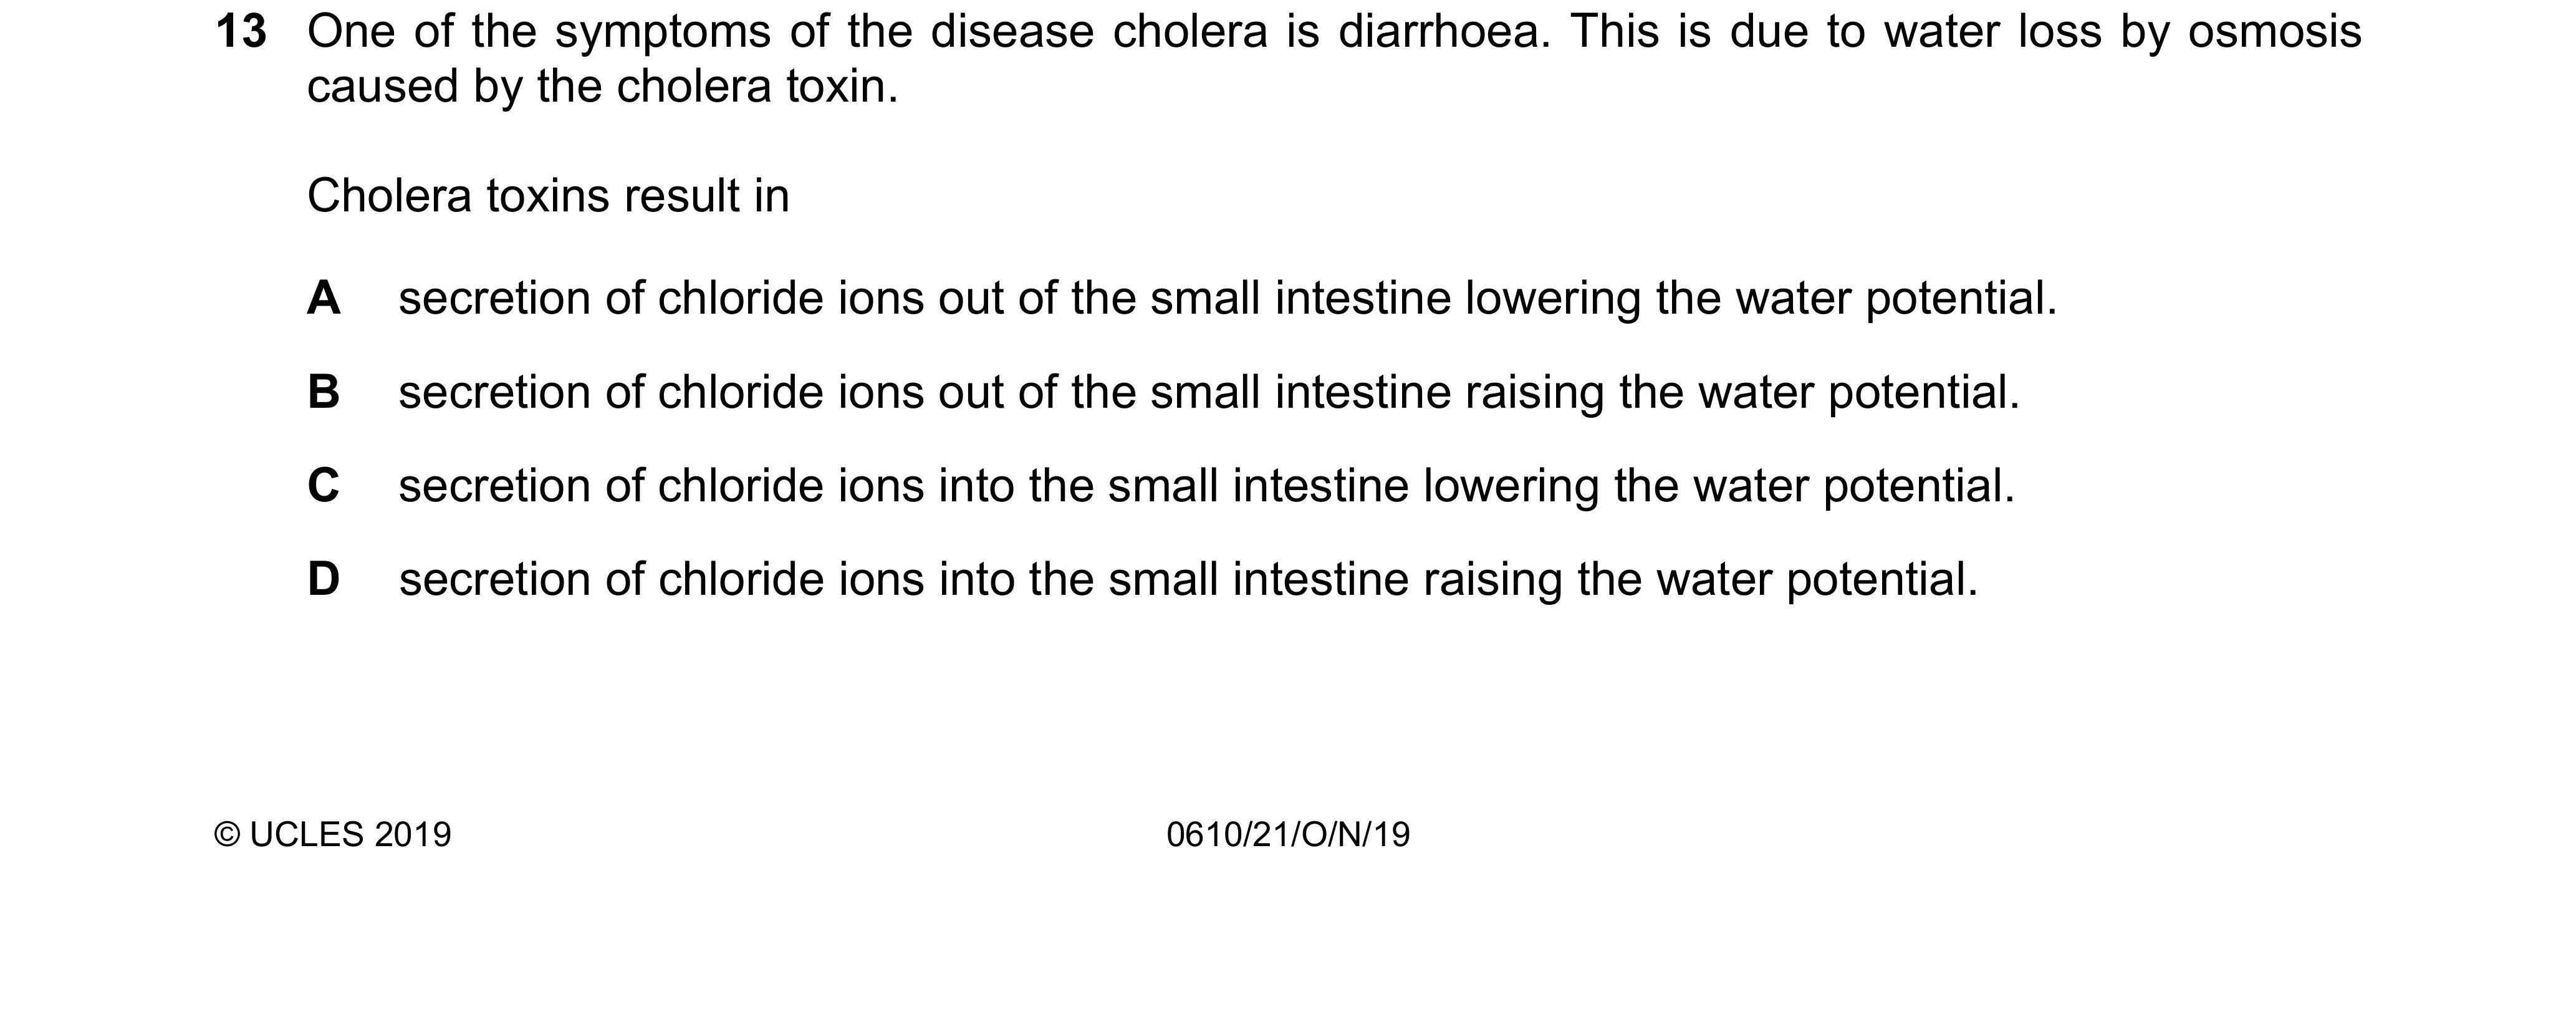 13 One of the symptoms of the disease cholera is diarrhoea. This is due to water loss by osmosis
caused by the cholera toxin.
Cholera toxins result in
A secretion of chloride ions out of the small intestine lowering the water potential.
B secretion of chloride ions out of the small intestine raising the water potential.
C secretion of chloride ions into the small intestine lowering the water potential.
D secretion of chloride ions into the small intestine raising the water potential.
© UCLES 2019 0610/21/O/N/19